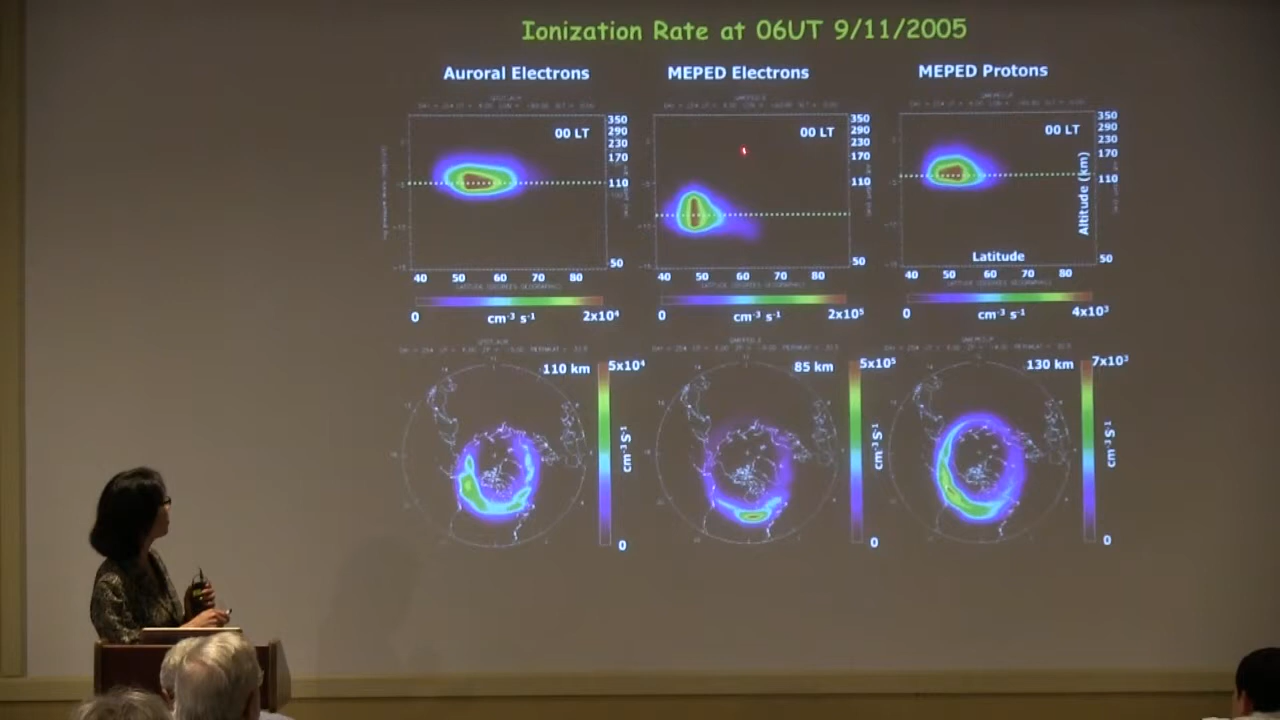 Ionization Rate at 06UT 9/11/2005
Auroral Electrons
MEPED Electrons
MEPED Protons
00 LT
350
290
230
170
110
50
40 50 60 70 80
0 cm⁻³ s⁻¹ 2x10⁴
00 LT
350
290
230
170
110
50
40 50 60 70 80
0 cm⁻³ s⁻¹ 2x10⁵
00 LT
350
290
230
170
110
50
Altitude (km)
Latitude
40 50 60 70 80
0 cm⁻³ s⁻¹ 4x10³
110 km
5x10⁴
cm⁻³S⁻¹
0
85 km
5x10⁵
cm⁻³S⁻¹
0
130 km
7x10³
cm⁻³S⁻¹
0